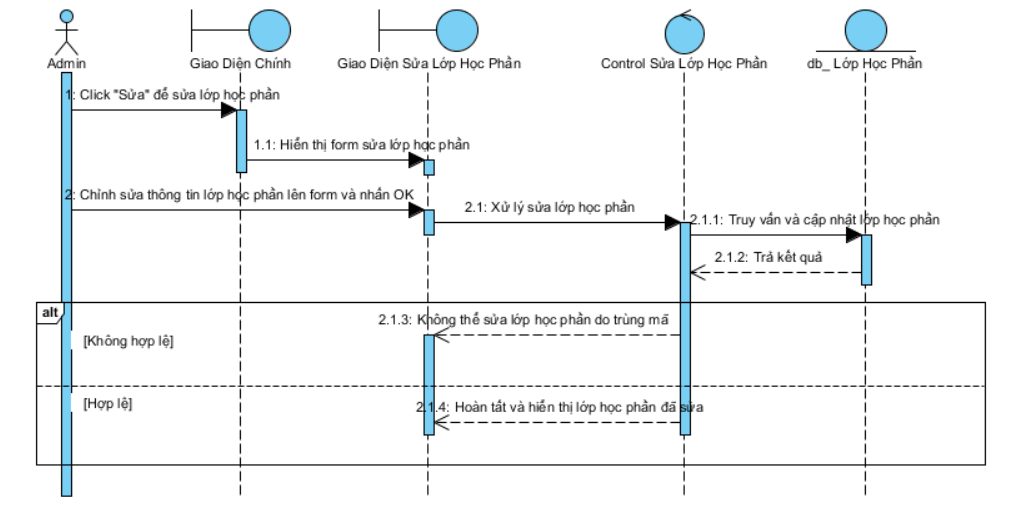 Admin
Giao Diện Chính
Giao Diện Sửa Lớp Học Phần
Control Sửa Lớp Học Phần
db_ Lớp Học Phần
1: Click "Sửa" để sửa lớp học phần
1.1: Hiển thị form sửa lớp học phần
2: Chỉnh sửa thông tin lớp học phần lên form và nhấn OK
2.1: Xử lý sửa lớp học phần
2.1.1: Truy vấn và cập nhật lớp học phần
2.1.2: Trả kết quả
alt
2.1.3: Không thể sửa lớp học phần do trùng mã
[Không hợp lệ]
[Hợp lệ]
2.1.4: Hoàn tất và hiển thị lớp học phần đã sửa